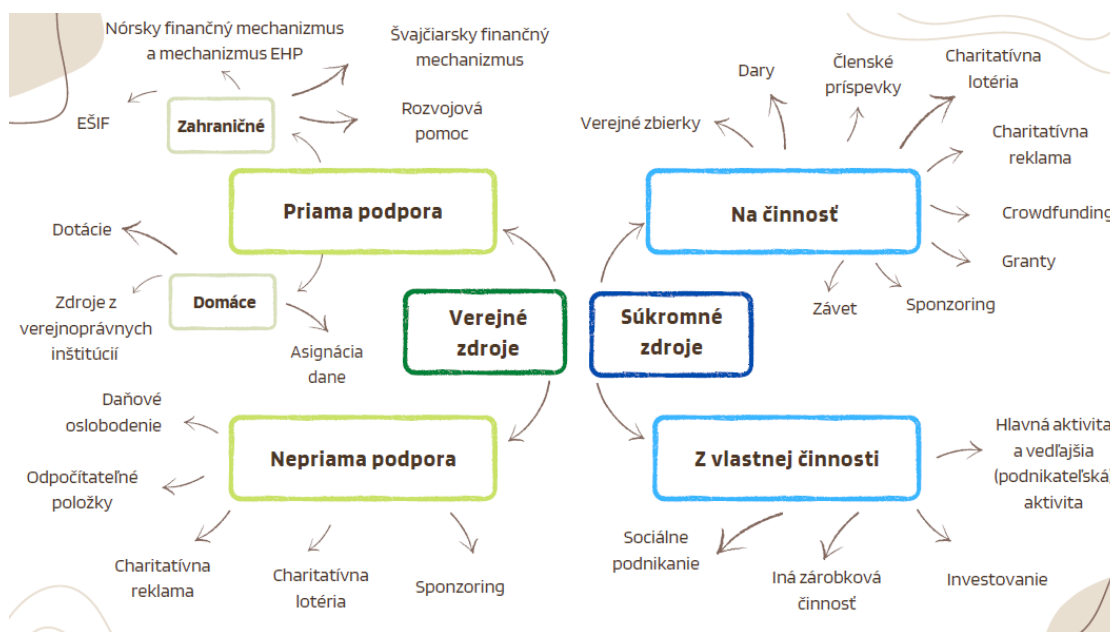 Nórsky finančný mechanizmus
a mechanizmus EHP
Švajčiarsky finančný
mechanizmus
EŠIF
Zahraničné
Rozvojová
pomoc
Priama podpora
Dotácie
Domáce
Zdroje z
verejnoprávnych
inštitúcií
Asignácia
dane
Verejné
zdroje
Nepriama podpora
Daňové
oslobodenie
Odpočítateľné
položky
Charitatívna
reklama
Charitatívna
lotéria
Sponzoring
Súkromné
zdroje
Na činnosť
Verejné zbierky
Dary
Členské
príspevky
Charitatívna
lotéria
Charitatívna
reklama
Crowdfunding
Granty
Sponzoring
Závet
Z vlastnej činnosti
Hlavná aktivita
a vedľajšia
(podnikateľská)
aktivita
Sociálne
podnikanie
Iná zárobková
činnosť
Investovanie